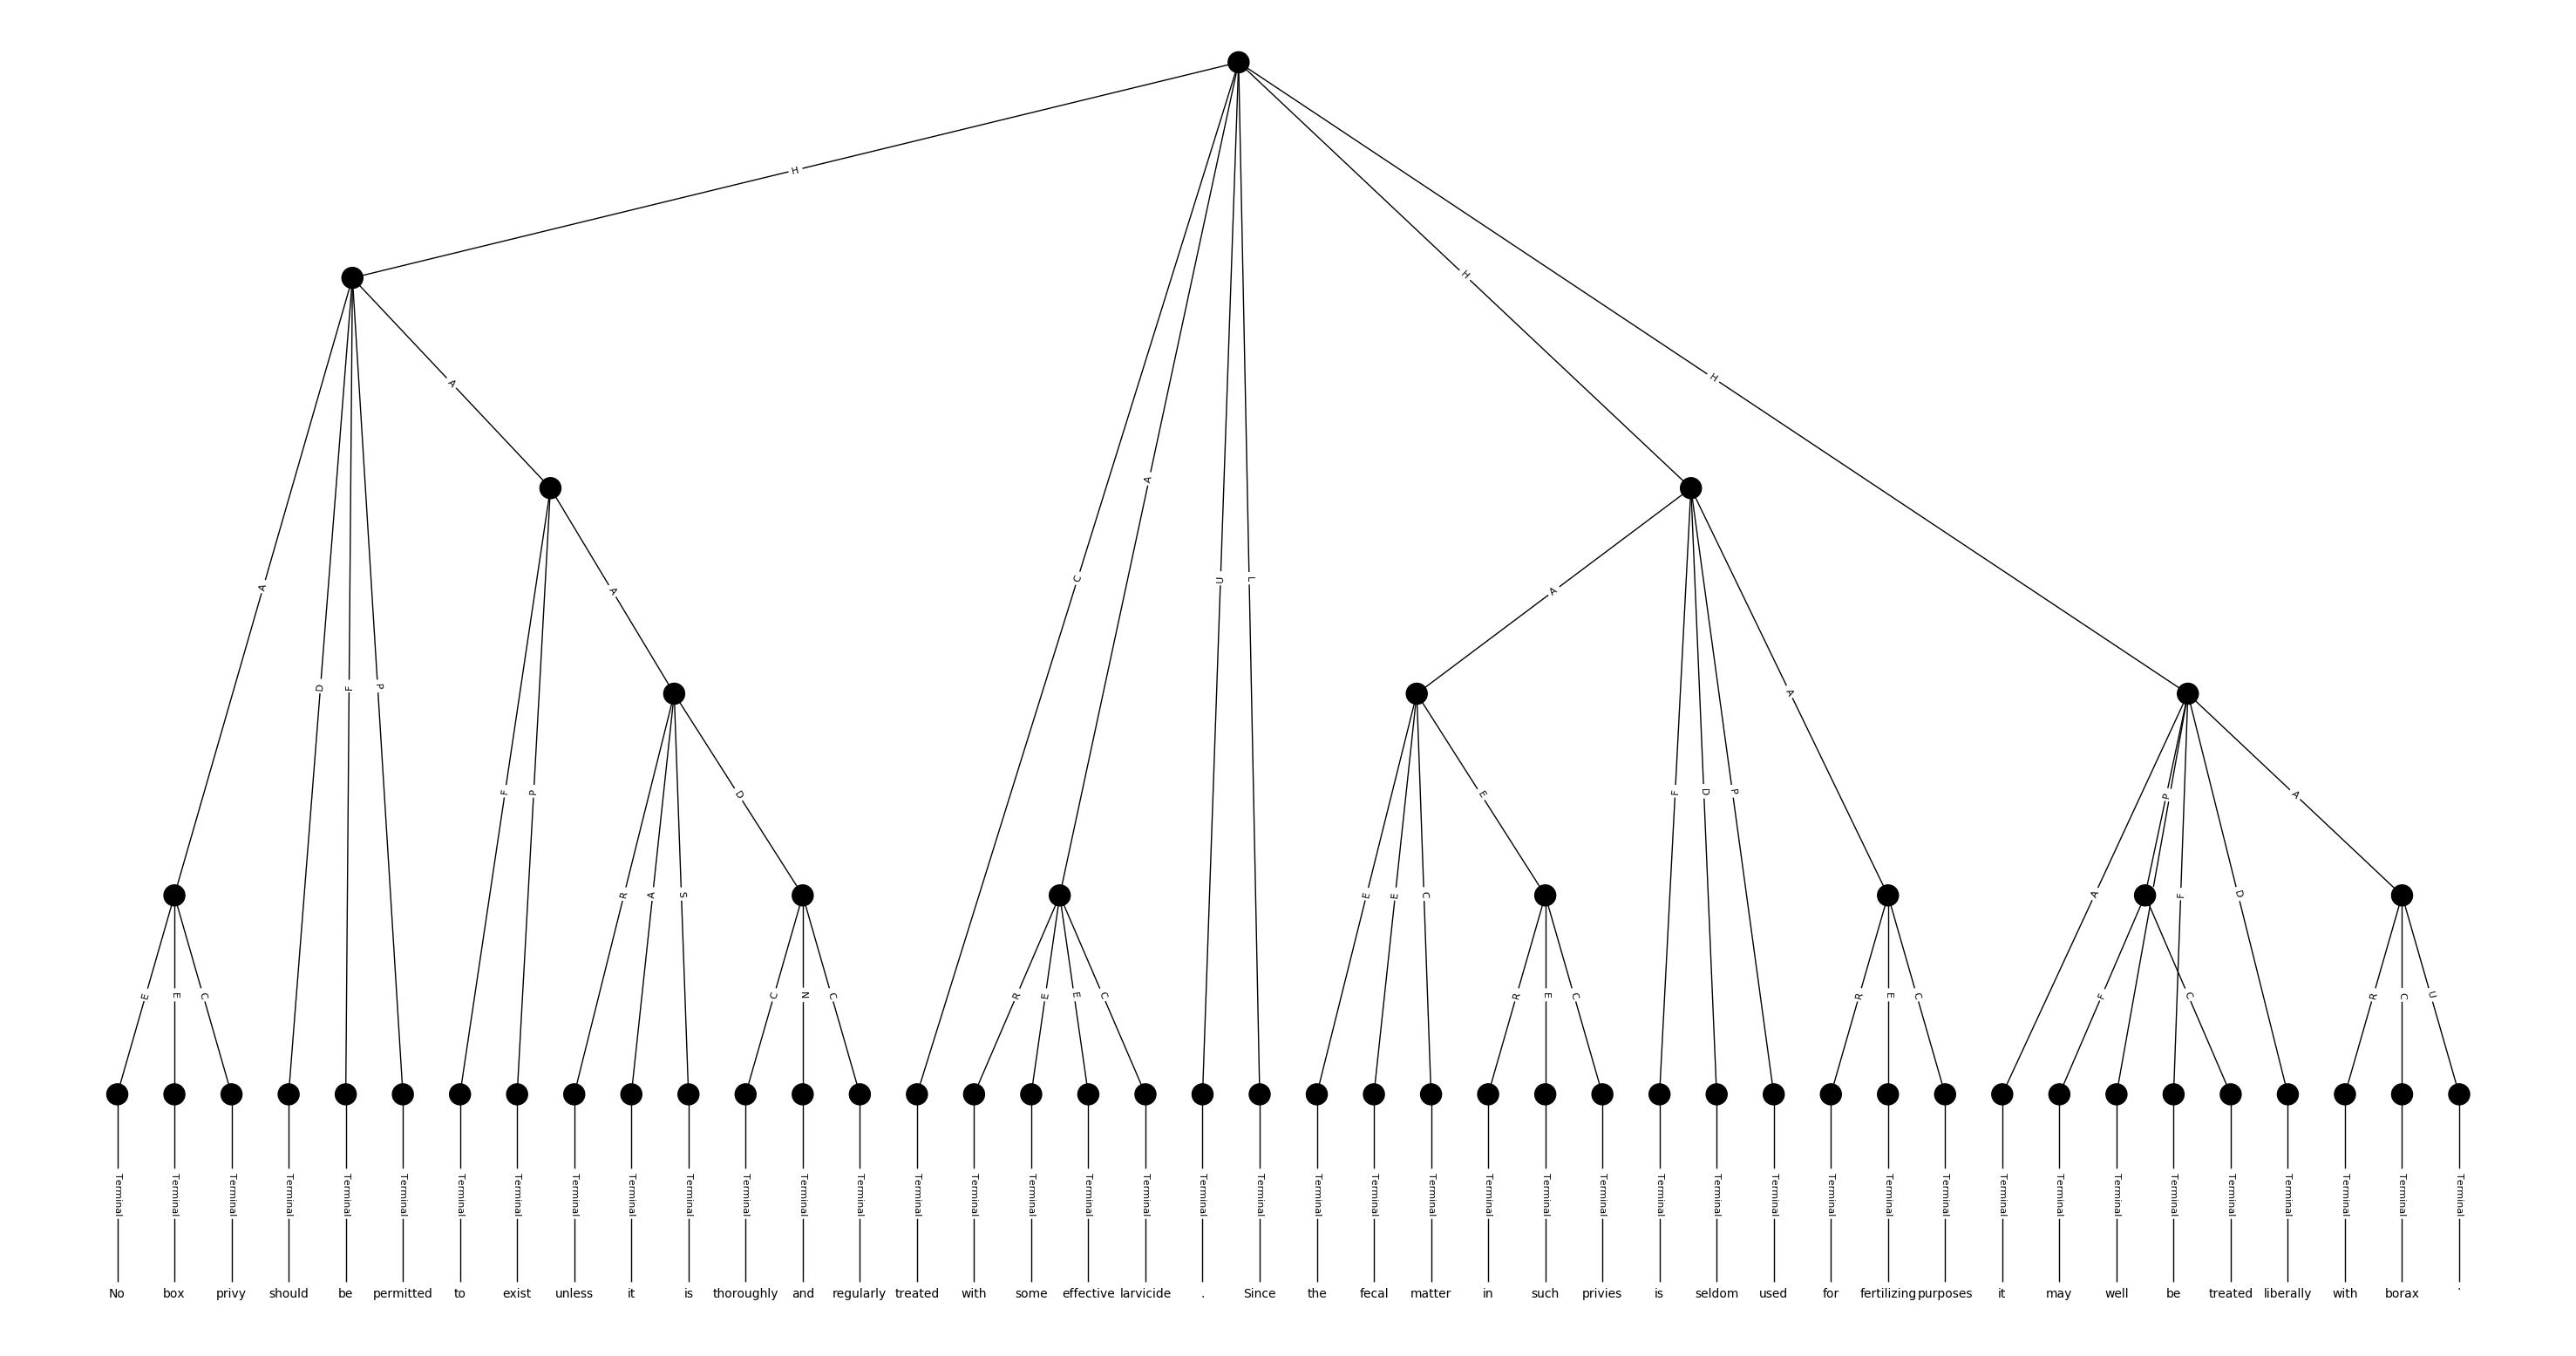 H
H
H
A
A
A A C U L A
D F P A
F P D E F D P P A
R A S E E C A F D
E E C C N C R E E C R E C R E C F C R C U
Terminal Terminal Terminal Terminal Terminal Terminal Terminal Terminal Terminal Terminal Terminal Terminal Terminal Terminal Terminal Terminal Terminal Terminal Terminal Terminal Terminal Terminal Terminal Terminal Terminal Terminal Terminal Terminal Terminal Terminal Terminal Terminal Terminal Terminal Terminal Terminal Terminal Terminal Terminal Terminal Terminal Terminal
No box privy should be permitted to exist unless it is thoroughly and regularly treated with some effective larvicide . Since the fecal matter in such privies is seldom used for fertilizing purposes it may well be treated liberally with borax .